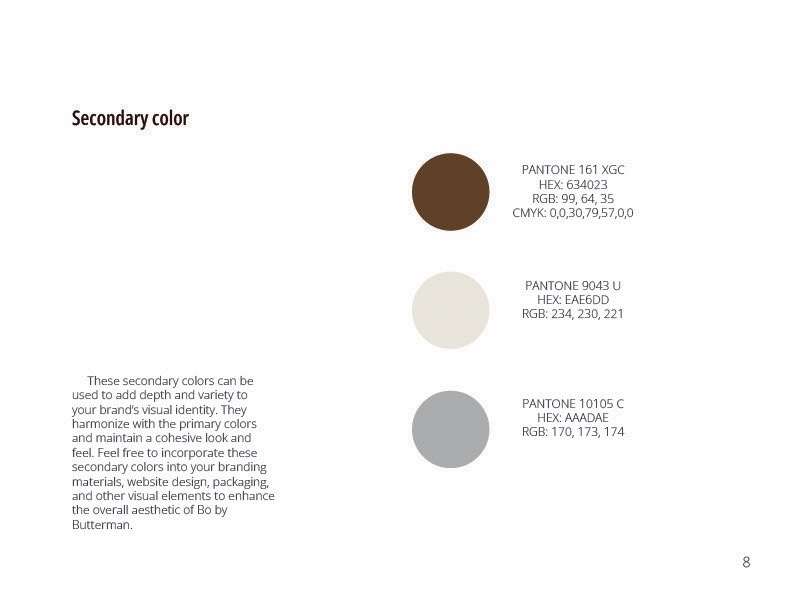 Secondary color
PANTONE 161 XGC
HEX: 634023
RGB: 99, 64, 35
CMYK: 0,0,30,79,57,0,0
PANTONE 9043 U
HEX: EAE6DD
RGB: 234, 230, 221
PANTONE 10105 C
HEX: AAADAE
RGB: 170, 173, 174
These secondary colors can be
used to add depth and variety to
your brand's visual identity. They
harmonize with the primary colors
and maintain a cohesive look and
feel. Feel free to incorporate these
secondary colors into your branding
materials, website design, packaging,
and other visual elements to enhance
the overall aesthetic of Bo by
Butterman.
8